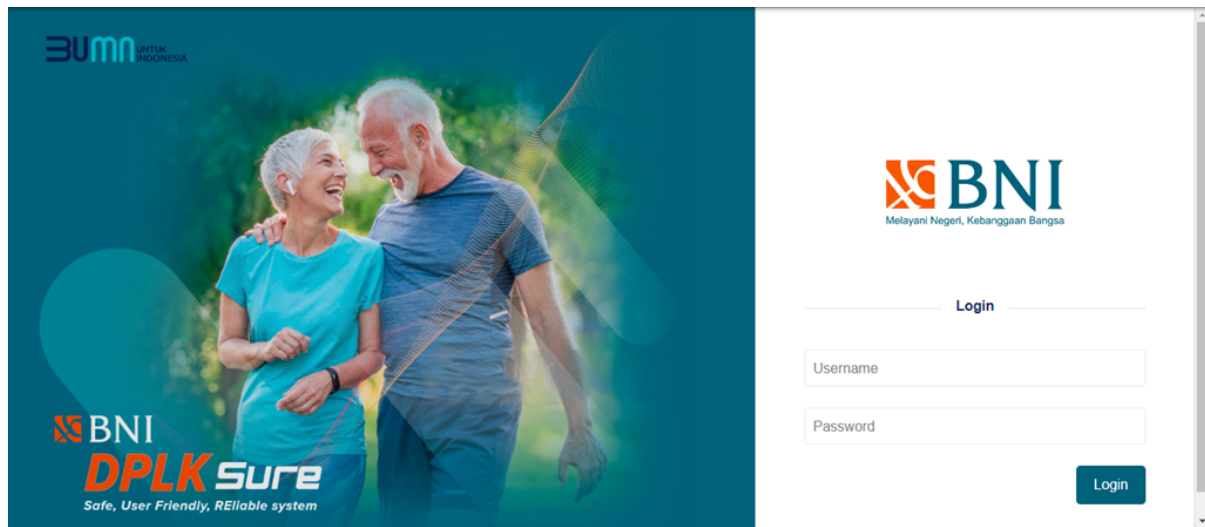 BUMN UNTUK
INDONESIA
BNI
DPLK Sure
Safe, User Friendly, REliable system
BNI
Melayani Negeri, Kebanggaan Bangsa
Login
Username
Password
Login